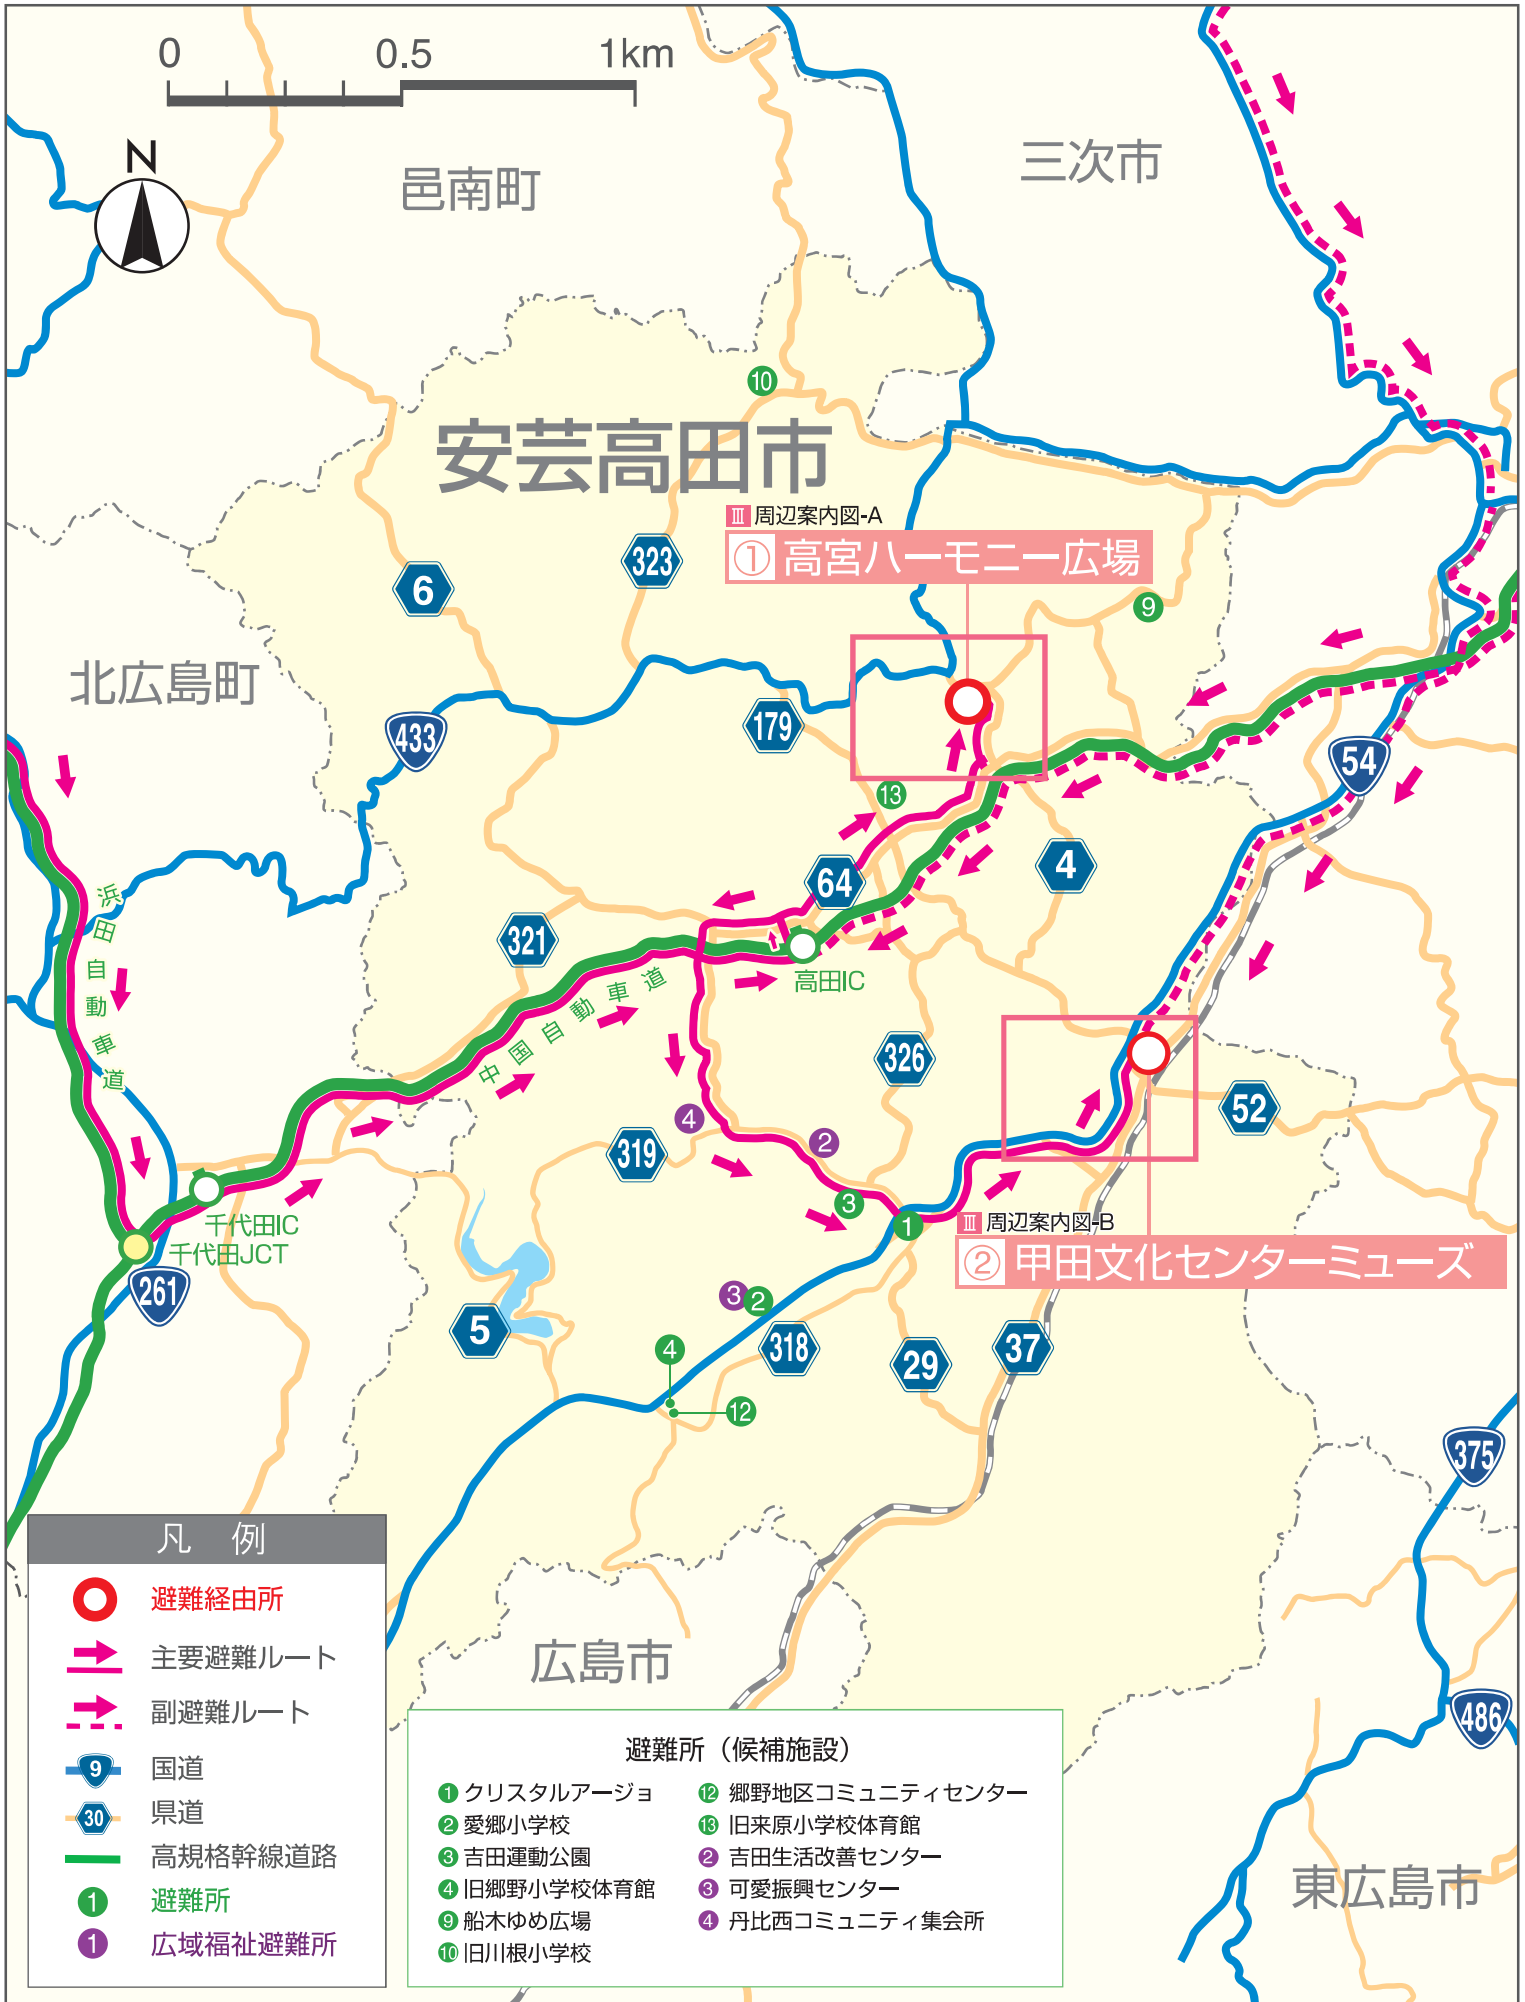 0 0.5 1km
N
邑南町
三次市
10
安芸高田市
Ⅲ 周辺案内図-A
① 高宮ハーモニー広場
323
6
9
北広島町
179
433
54
13
64
4
浜田自動車道
321
高田IC
中国自動車道
326
52
4
2
319
3
1
千代田IC
千代田JCT
Ⅲ 周辺案内図-B
② 甲田文化センターミューズ
261
3
2
5
318
29
37
4
12
375
広島市
486
東広島市
凡 例
避難経由所
主要避難ルート
副避難ルート
9 国道
30 県道
高規格幹線道路
1 避難所
1 広域福祉避難所
避難所（候補施設）
1 クリスタルアージョ
2 愛郷小学校
3 吉田運動公園
4 旧郷野小学校体育館
9 船木ゆめ広場
10 旧川根小学校
12 郷野地区コミュニティセンター
13 旧来原小学校体育館
2 吉田生活改善センター
3 可愛振興センター
4 丹比西コミュニティ集会所